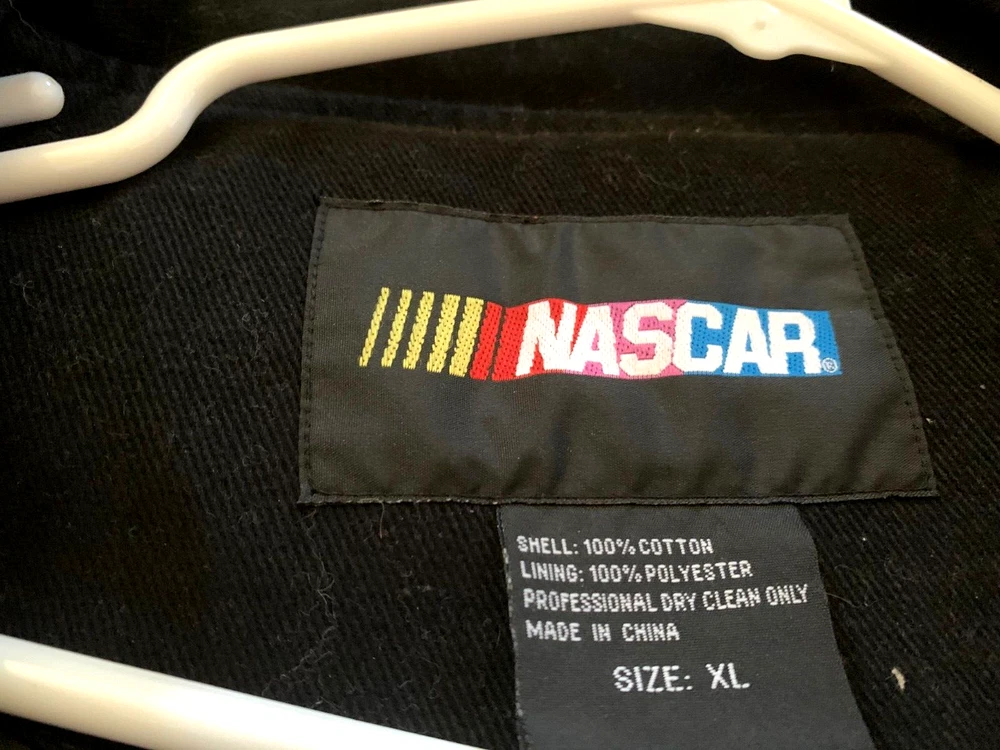 NASCAR®
SHELL: 100% COTTON
LINING: 100% POLYESTER
PROFESSIONAL DRY CLEAN ONLY
MADE IN CHINA
SIZE: XL